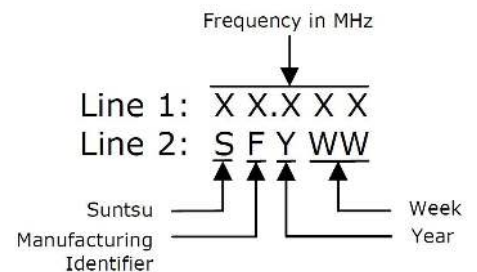 Frequency in MHz
Line 1: X X.X X X
Line 2: S F Y WW
Suntsu
Week
Manufacturing
Identifier
Year